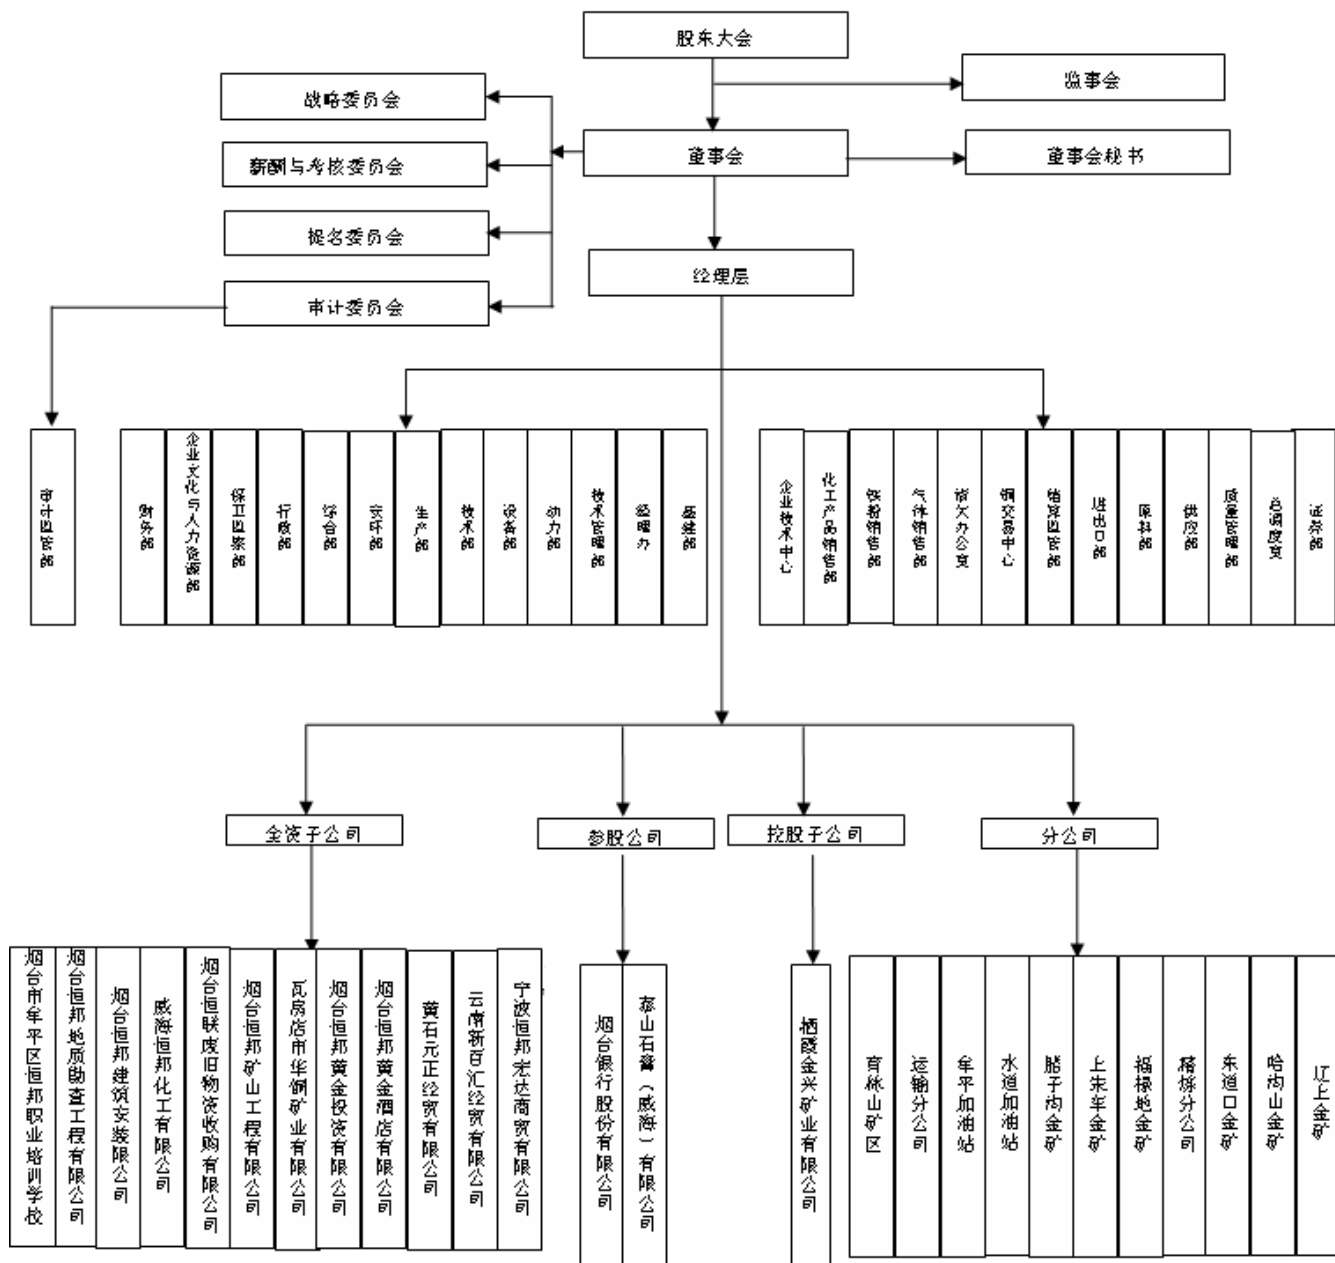 股东大会
监事会
战略委员会
董事会
董事会秘书
薪酬与考核委员会
提名委员会
经理层
审计委员会
审计监察部
财务部
企业文化与人力资源部
保卫监察部
行政部
综合部
安环部
生产部
技术部
设备部
动力部
技术管理部
经理办
基建部
企业技术中心
化工产品销售部
铁粉销售部
气体销售部
清欠办公室
铜交易中心
结算监管部
进出口部
原料部
供应部
质量管理部
全资子公司
参股公司
控股子公司
分公司
烟台市牟平区恒邦职业培训学校
烟台恒邦地质勘查工程有限公司
烟台恒邦建筑安装有限公司
威海恒邦化工有限公司
烟台恒联废旧物资收购有限公司
烟台恒邦矿山工程有限公司
瓦房店市华铜矿业有限公司
烟台恒邦黄金投资有限公司
烟台恒邦黄金酒店有限公司
黄石元正经贸有限公司
云南新百汇经贸有限公司
宁波恒邦宏达商贸有限公司
烟台银行股份有限公司
泰山石膏（威海）有限公司
栖霞金兴矿业有限公司
育林山矿区
运输分公司
牟平加油站
水道加油站
腊子沟金矿
上朱车金矿
福禄地金矿
精炼分公司
东道口金矿
哈沟山金矿
辽上金矿